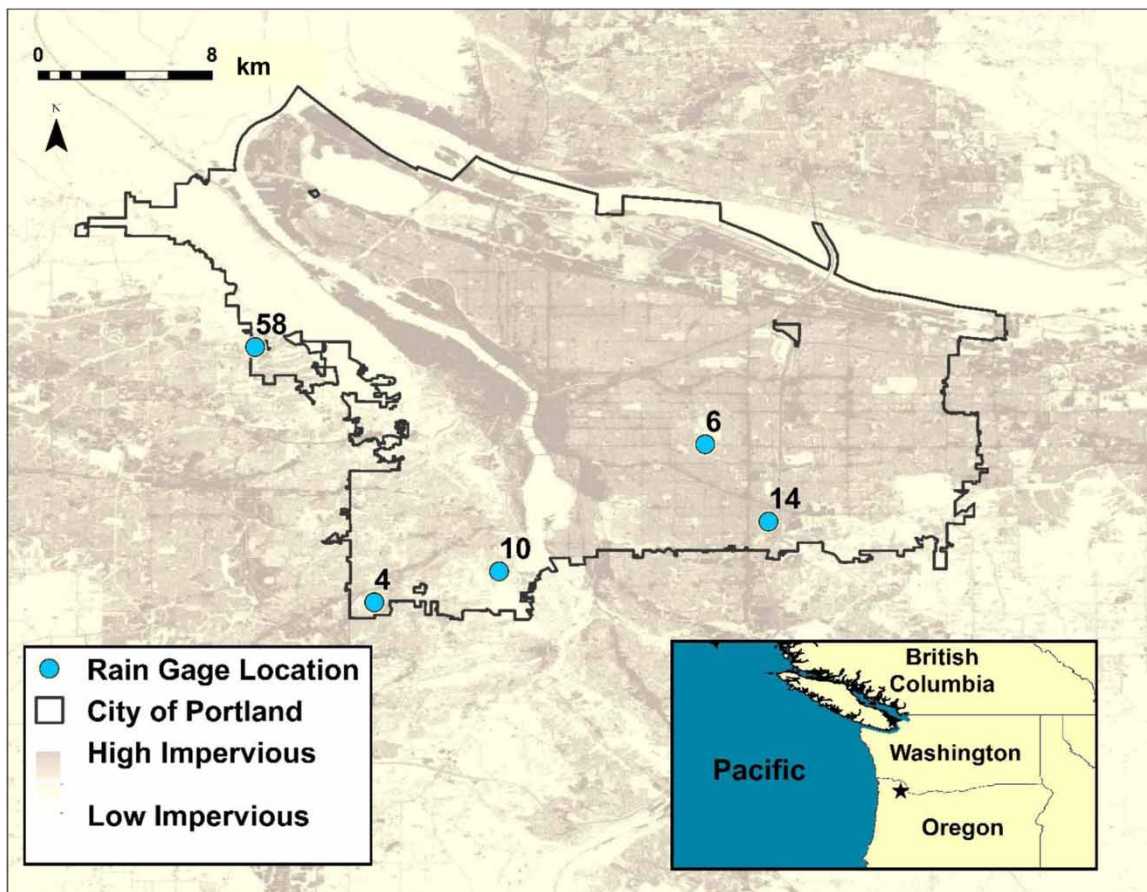 0 8
km
N
58
6
14
10
4
Rain Gage Location
City of Portland
High Impervious
Low Impervious
British
Columbia
Washington
Pacific
Oregon